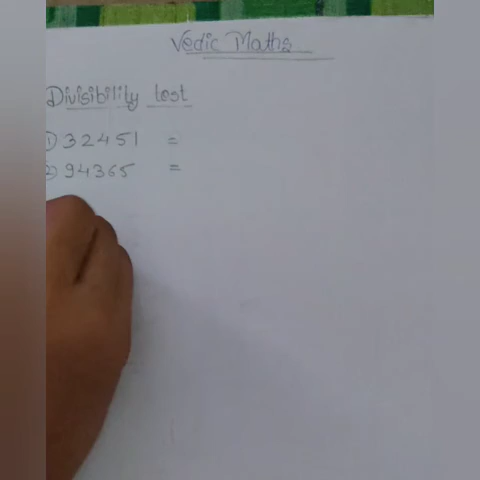 Vedic Maths
Divisibility test
① 32451 =
② 94365 =